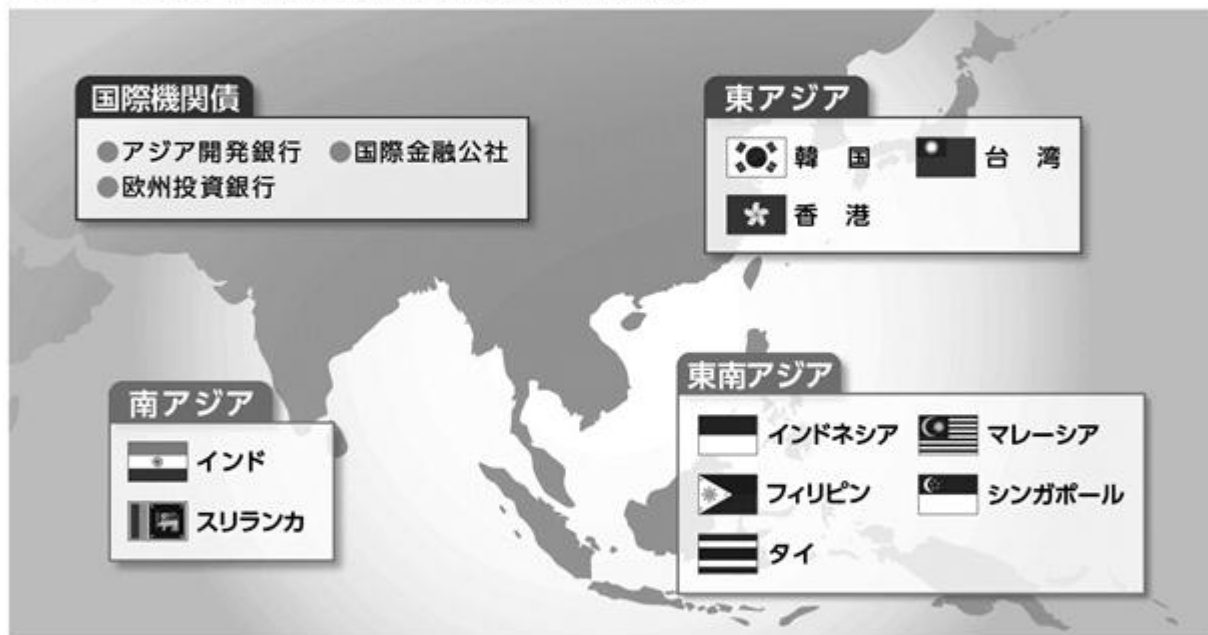 国際機関債
●アジア開発銀行 ●国際金融公社
●欧州投資銀行
東アジア
韓 国 台 湾
香 港
南アジア
インド
スリランカ
東南アジア
インドネシア マレーシア
フィリピン シンガポール
タイ